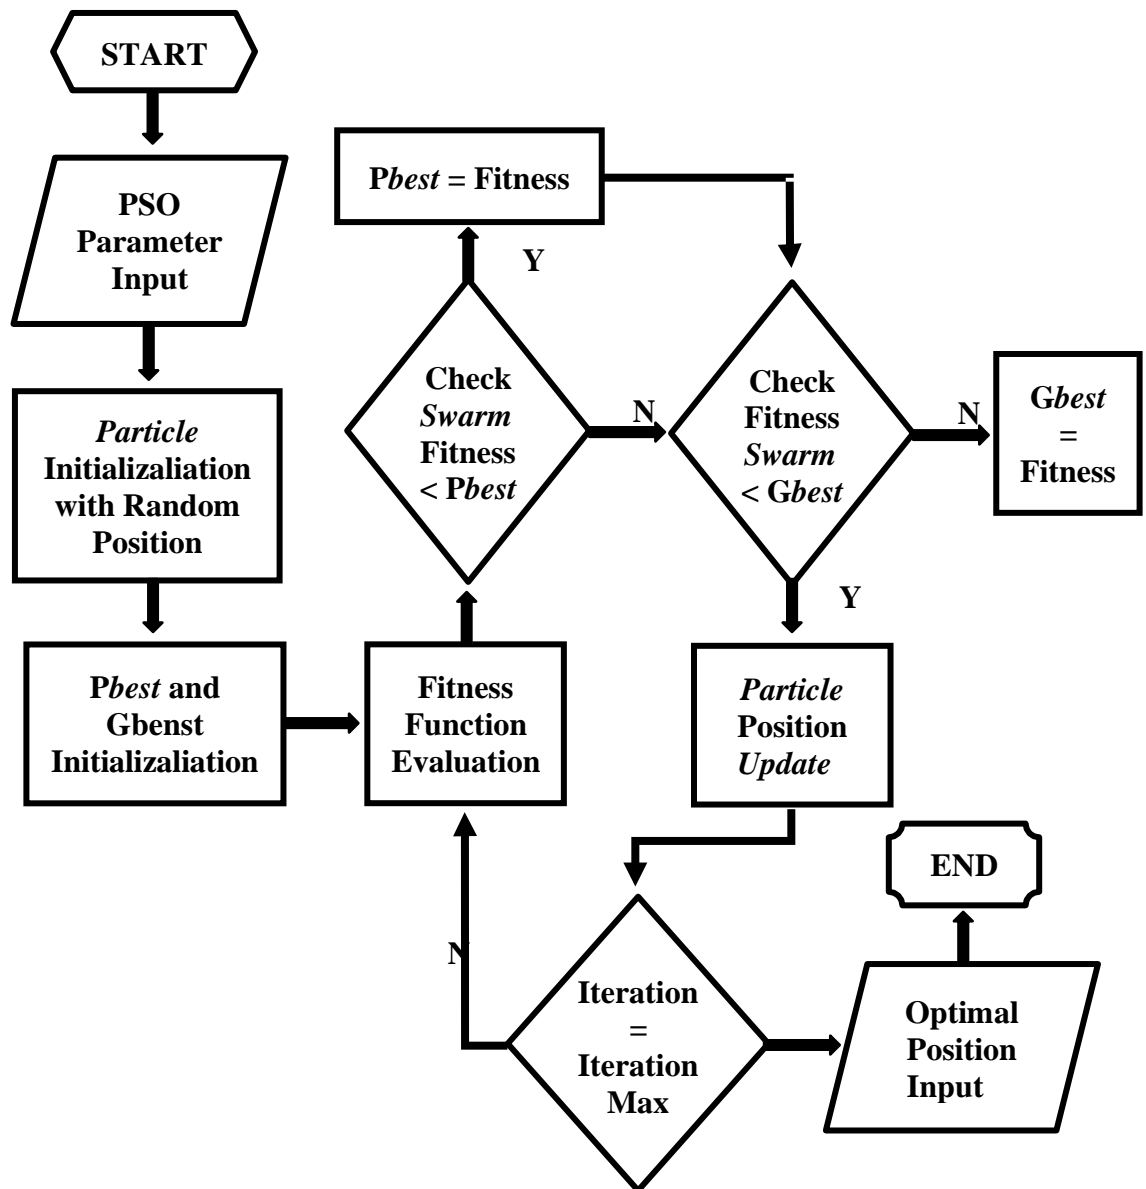 START
PSO
Parameter
Input
Particle
Initializaliation
with Random
Position
Pbest and
Gbenst
Initializaliation
Fitness
Function
Evaluation
Check
Swarm
Fitness
< Pbest
Y
Pbest = Fitness
N
Check
Fitness
Swarm
< Gbest
N
Gbest
=
Fitness
Y
Particle
Position
Update
Iteration
=
Iteration
Max
N
Optimal
Position
Input
END